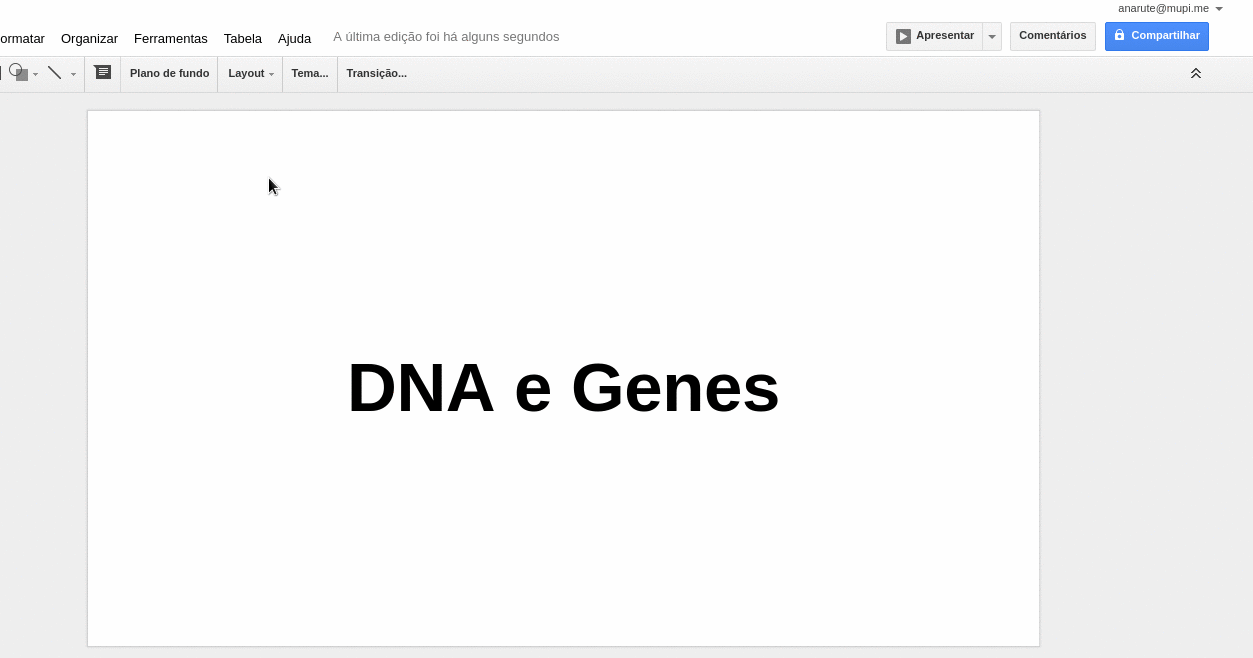 anarute@mupi.me
ormatar Organizar Ferramentas Tabela Ajuda A última edição foi há alguns segundos Apresentar Comentários Compartilhar
Plano de fundo Layout Tema... Transição...
DNA e Genes